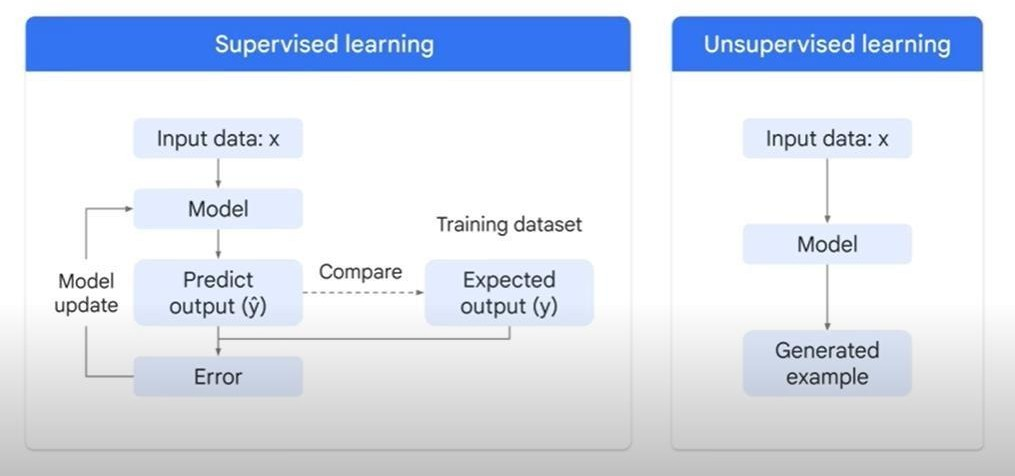 Supervised learning
Input data: x
Model
Training dataset
Model
update
Predict
output (ŷ)
Compare
Expected
output (y)
Error
Unsupervised learning
Input data: x
Model
Generated
example